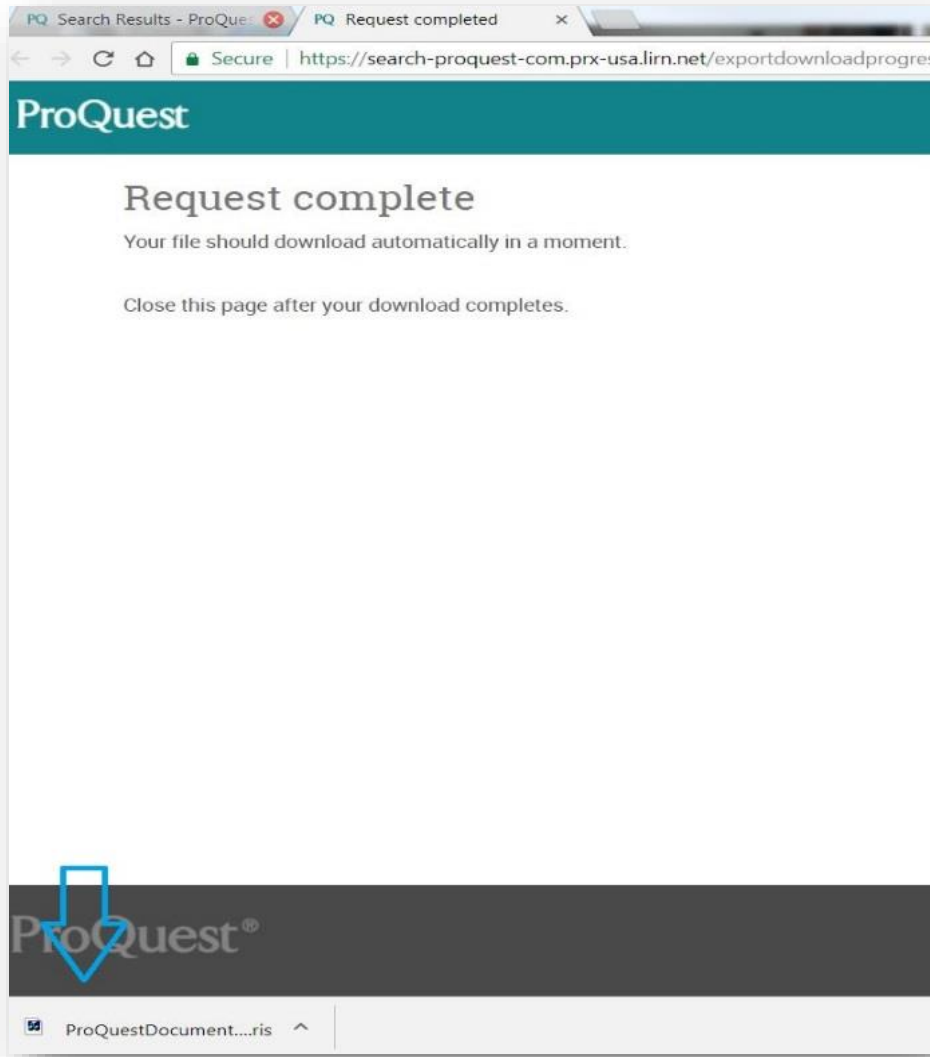 PQ Search Results - ProQue PQ Request completed
Secure | https://search-proquest-com.prx-usa.lirn.net/exportdownloadprogres
ProQuest
Request complete
Your file should download automatically in a moment.
Close this page after your download completes.
ProQuest®
ProQuestDocument....ris